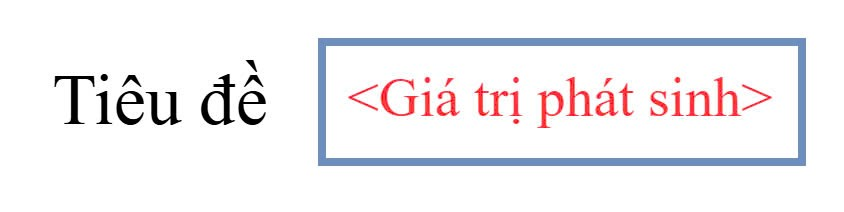 Tiêu đề <Giá trị phát sinh>